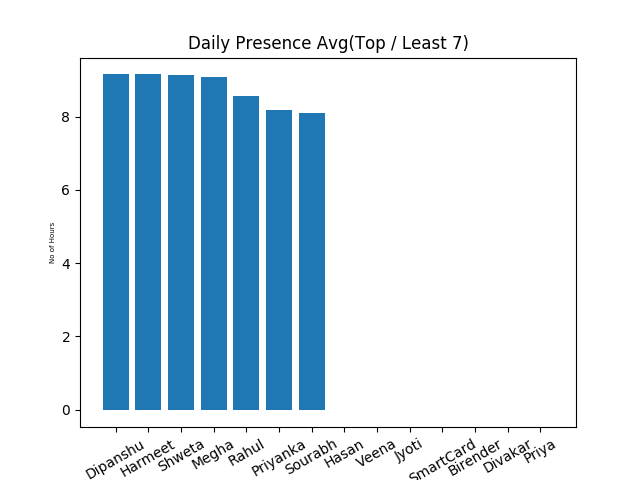 Daily Presence Avg(Top / Least 7)
8
6
4
2
0
No of Hours
Dipanshu
Harmeet
Shweta
Megha
Rahul
Priyanka
Sourabh
Hasan
Veena
Jyoti
SmartCard
Birender
Divakar
Priya